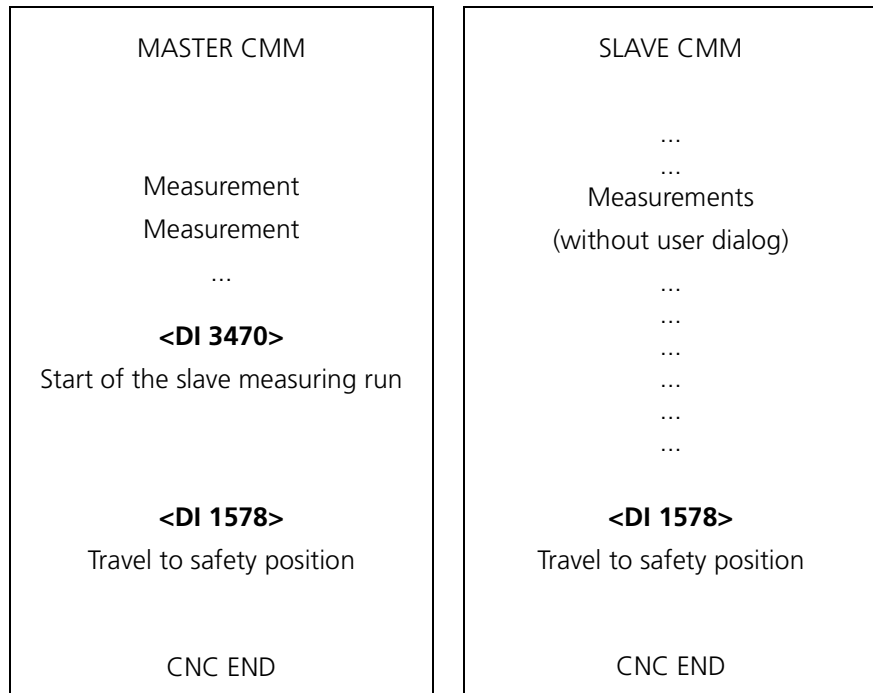 MASTER CMM
Measurement
Measurement
...
<DI 3470>
Start of the slave measuring run
<DI 1578>
Travel to safety position
CNC END
SLAVE CMM
...
...
Measurements
(without user dialog)
...
...
...
...
...
...
<DI 1578>
Travel to safety position
CNC END